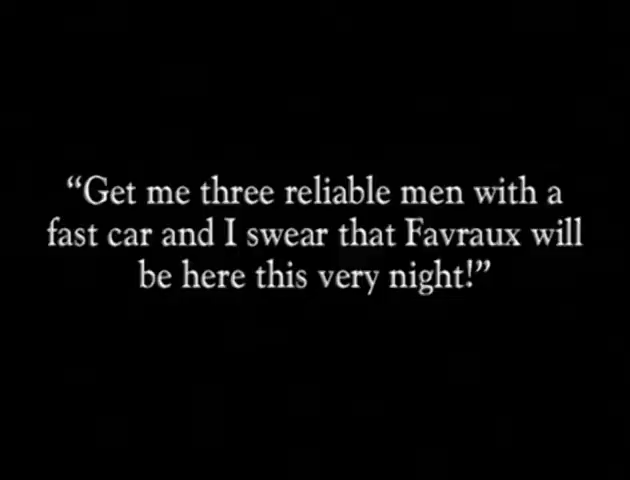 “Get me three reliable men with a
fast car and I swear that Favraux will
be here this very night!”